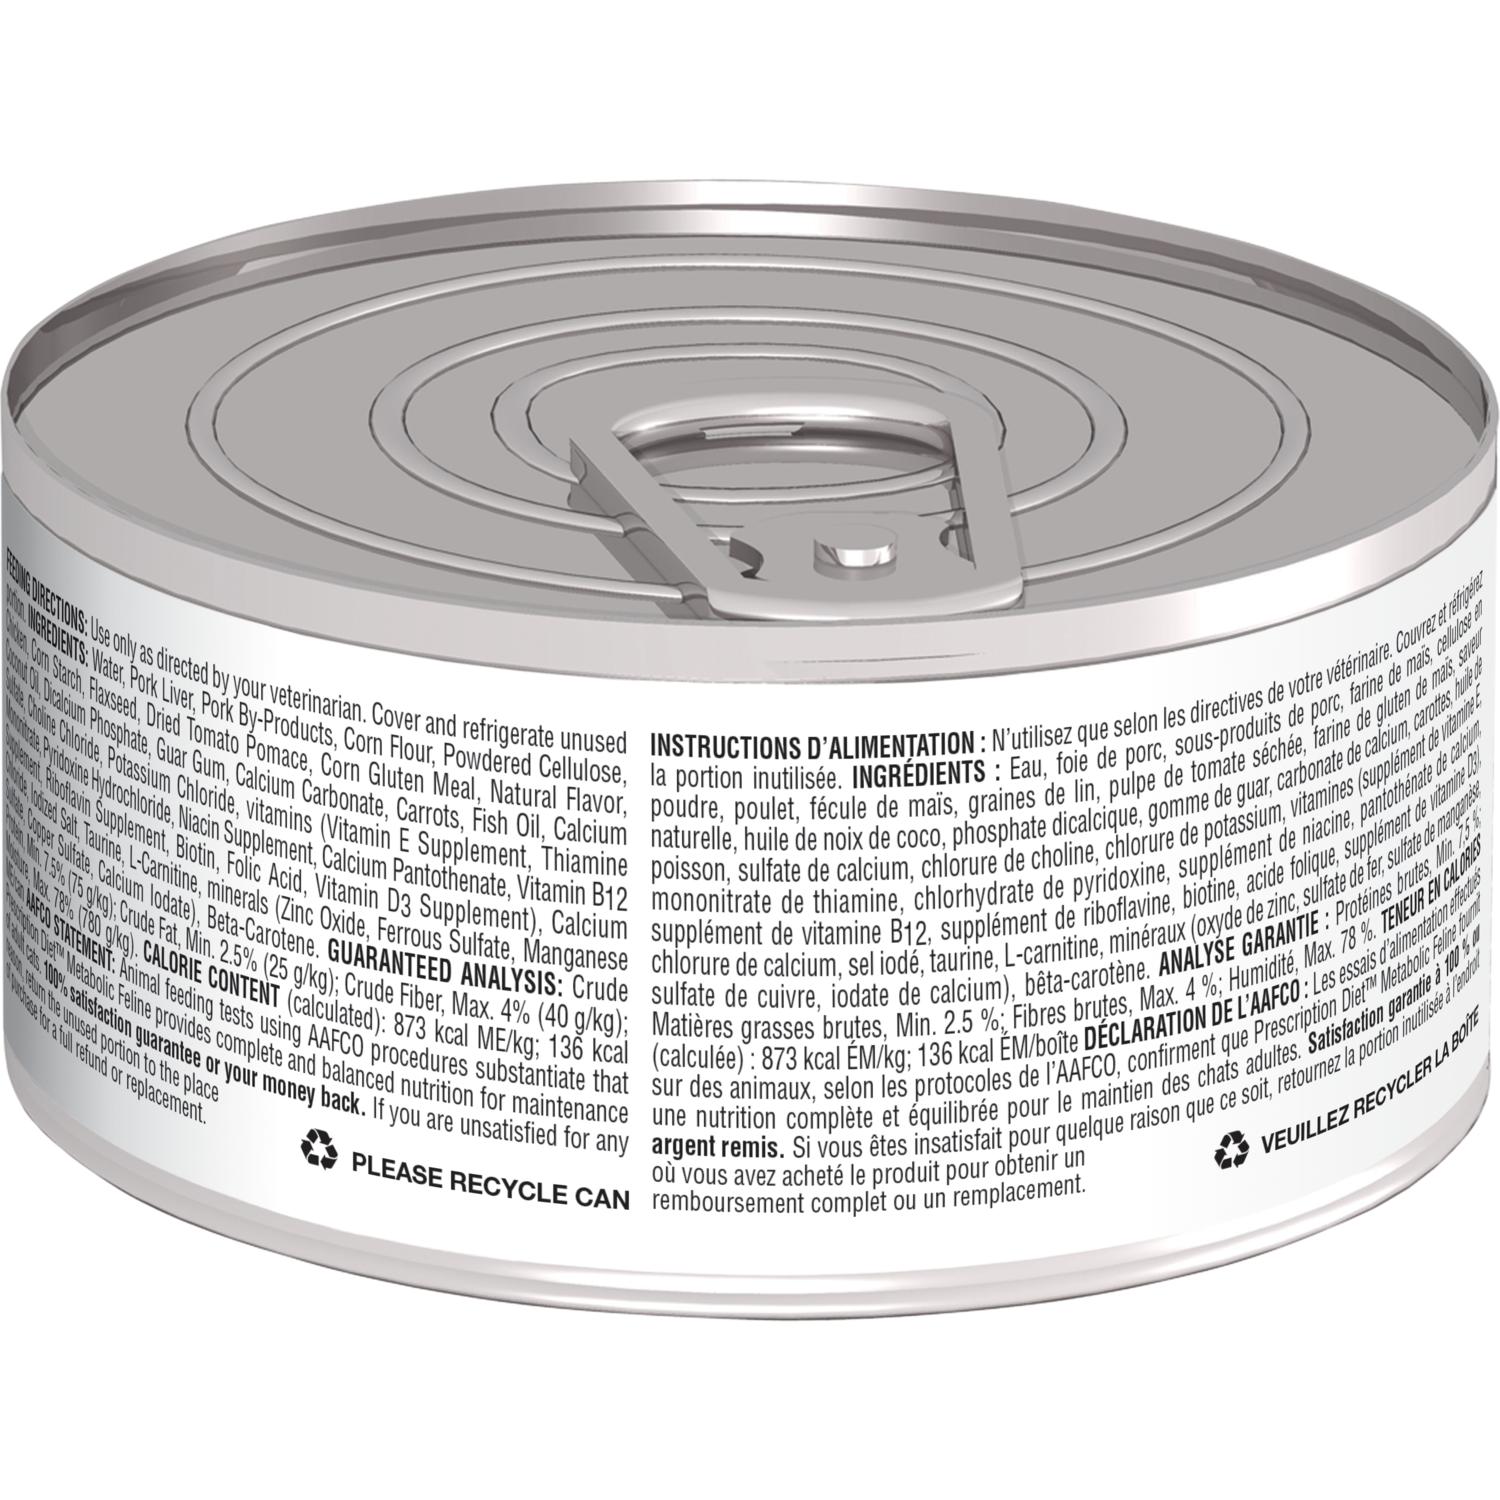 FEEDING DIRECTIONS: Use only as directed by your veterinarian. Cover and refrigerate unused
portion. INGREDIENTS: Water, Pork Liver, Pork By-Products, Corn Flour, Powdered Cellulose,
Chicken, Corn Starch, Flaxseed, Dried Tomato Pomace, Corn Gluten Meal, Natural Flavor,
Coconut Oil, Dicalcium Phosphate, Guar Gum, Calcium Carbonate, Carrots, Fish Oil, Calcium
Choline Chloride, Potassium Chloride, vitamins (Vitamin E Supplement, Thiamine
Pyridoxine Hydrochloride, Niacin Supplement, Calcium Pantothenate, Vitamin B12
Riboflavin Supplement, Biotin, Folic Acid, Vitamin D3 Supplement), Calcium
Iodized Salt, Taurine, L-Carnitine, minerals (Zinc Oxide, Ferrous Sulfate, Manganese
Copper Sulfate, Calcium Iodate), Beta-Carotene. GUARANTEED ANALYSIS: Crude
Min. 7.5% (75 g/kg); Crude Fat, Min. 2.5% (25 g/kg); Crude Fiber, Max. 4% (40 g/kg);
Max. 78% (780 g/kg). CALORIE CONTENT (calculated): 873 kcal ME/kg; 136 kcal
AAFCO STATEMENT: Animal feeding tests using AAFCO procedures substantiate that
Diet™ Metabolic Feline provides complete and balanced nutrition for maintenance
cats. 100% satisfaction guarantee or your money back. If you are unsatisfied for any
return the unused portion to the place
for a full refund or replacement.
PLEASE RECYCLE CAN
INSTRUCTIONS D'ALIMENTATION : N'utilisez que selon les directives de votre vétérinaire. Couvrez et réfrigérez
la portion inutilisée. INGRÉDIENTS : Eau, foie de porc, sous-produits de porc, farine de maïs, cellulose en
poudre, poulet, fécule de maïs, graines de lin, pulpe de tomate séchée, farine de gluten de maïs, saveur
naturelle, huile de noix de coco, phosphate dicalcique, gomme de guar, carbonate de calcium, carottes, huile de
poisson, sulfate de calcium, chlorure de choline, chlorure de potassium, vitamines (supplément de vitamine E,
mononitrate de thiamine, chlorhydrate de pyridoxine, supplément de niacine, pantothénate de calcium,
supplément de vitamine B12, supplément de riboflavine, biotine, acide folique, supplément de vitamine D3),
chlorure de calcium, sel iodé, taurine, L-carnitine, minéraux (oxyde de zinc, sulfate de fer, sulfate de manganèse,
sulfate de cuivre, iodate de calcium), bêta-carotène. ANALYSE GARANTIE : Protéines brutes, Min. 7.5 %;
Matières grasses brutes, Min. 2.5 %; Fibres brutes, Max. 4 %; Humidité, Max. 78 %. TENEUR EN CALORIES
(calculée) : 873 kcal ÉM/kg; 136 kcal ÉM/boîte DÉCLARATION DE L'AAFCO : Les essais d'alimentation effectués
sur des animaux, selon les protocoles de l'AAFCO, confirment que Prescription Diet™ Metabolic Feline fournit
une nutrition complète et équilibrée pour le maintien des chats adultes. Satisfaction garantie à 100 % ou
argent remis. Si vous êtes insatisfait pour quelque raison que ce soit, retournez la portion inutilisée à l'endroit
où vous avez acheté le produit pour obtenir un
remboursement complet ou un remplacement.
VEUILLEZ RECYCLER LA BOÎTE